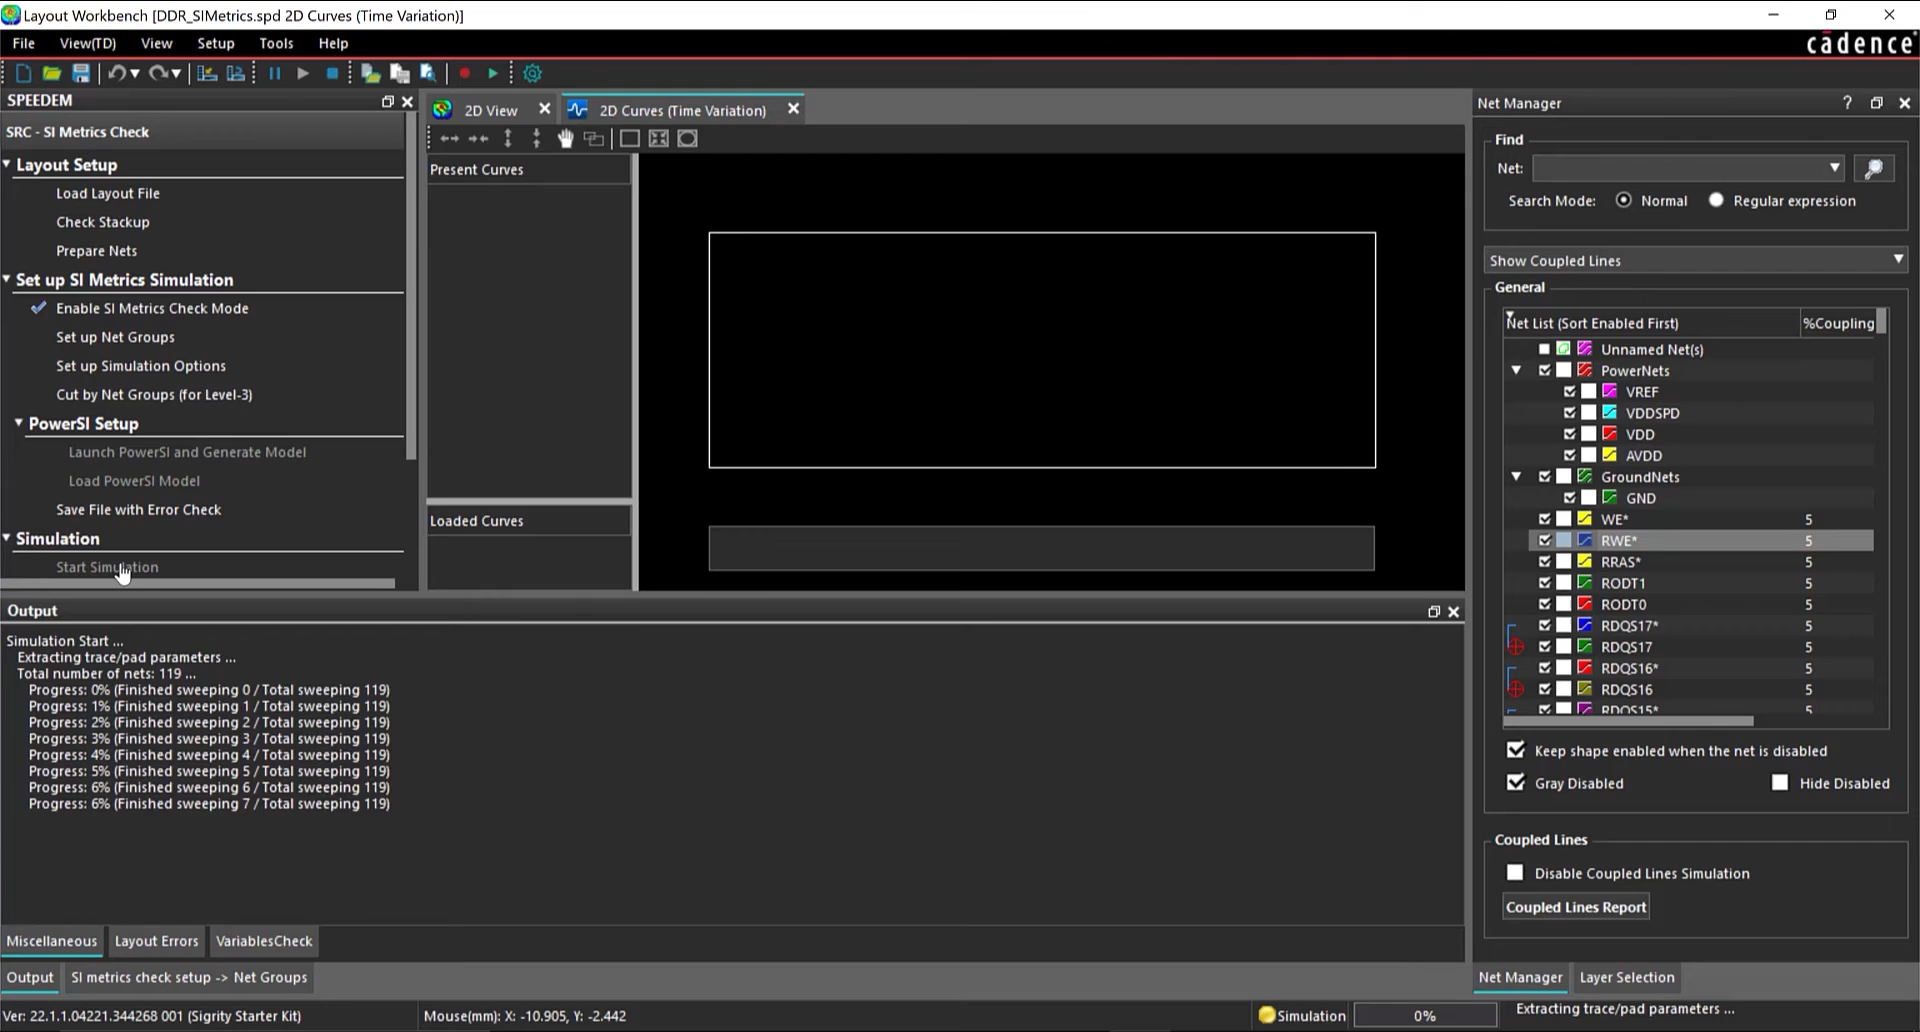 Layout Workbench [DDR_SIMetrics.spd 2D Curves (Time Variation)]
File View(TD) View Setup Tools Help
cādence
SPEEDEM
SRC - SI Metrics Check
Layout Setup
Load Layout File
Check Stackup
Prepare Nets
Set up SI Metrics Simulation
Enable SI Metrics Check Mode
Set up Net Groups
Set up Simulation Options
Cut by Net Groups (for Level-3)
PowerSI Setup
Launch PowerSI and Generate Model
Load PowerSI Model
Save File with Error Check
Simulation
Start Simulation
2D View
2D Curves (Time Variation)
Present Curves
Loaded Curves
Output
Simulation Start ...
Extracting trace/pad parameters ...
Total number of nets: 119 ...
Progress: 0% (Finished sweeping 0 / Total sweeping 119)
Progress: 1% (Finished sweeping 1 / Total sweeping 119)
Progress: 2% (Finished sweeping 2 / Total sweeping 119)
Progress: 3% (Finished sweeping 3 / Total sweeping 119)
Progress: 4% (Finished sweeping 4 / Total sweeping 119)
Progress: 5% (Finished sweeping 5 / Total sweeping 119)
Progress: 6% (Finished sweeping 6 / Total sweeping 119)
Progress: 6% (Finished sweeping 7 / Total sweeping 119)
Miscellaneous Layout Errors VariablesCheck
Output SI metrics check setup -> Net Groups
Net Manager ?
Find
Net:
Search Mode: Normal Regular expression
Show Coupled Lines
General
Net List (Sort Enabled First) %Coupling
Unnamed Net(s)
PowerNets
VREF
VDDSPD
VDD
AVDD
GroundNets
GND
WE* 5
RWE* 5
RRAS* 5
RODT1 5
RODT0 5
RDQS17* 5
RDQS17 5
RDQS16* 5
RDQS16 5
RDQS15* 5
Keep shape enabled when the net is disabled
Gray Disabled Hide Disabled
Coupled Lines
Disable Coupled Lines Simulation
Coupled Lines Report
Net Manager Layer Selection
Ver: 22.1.1.04221.344268 001 (Sigrity Starter Kit) Mouse(mm): X: -10.905, Y: -2.442 Simulation 0% Extracting trace/pad parameters ...